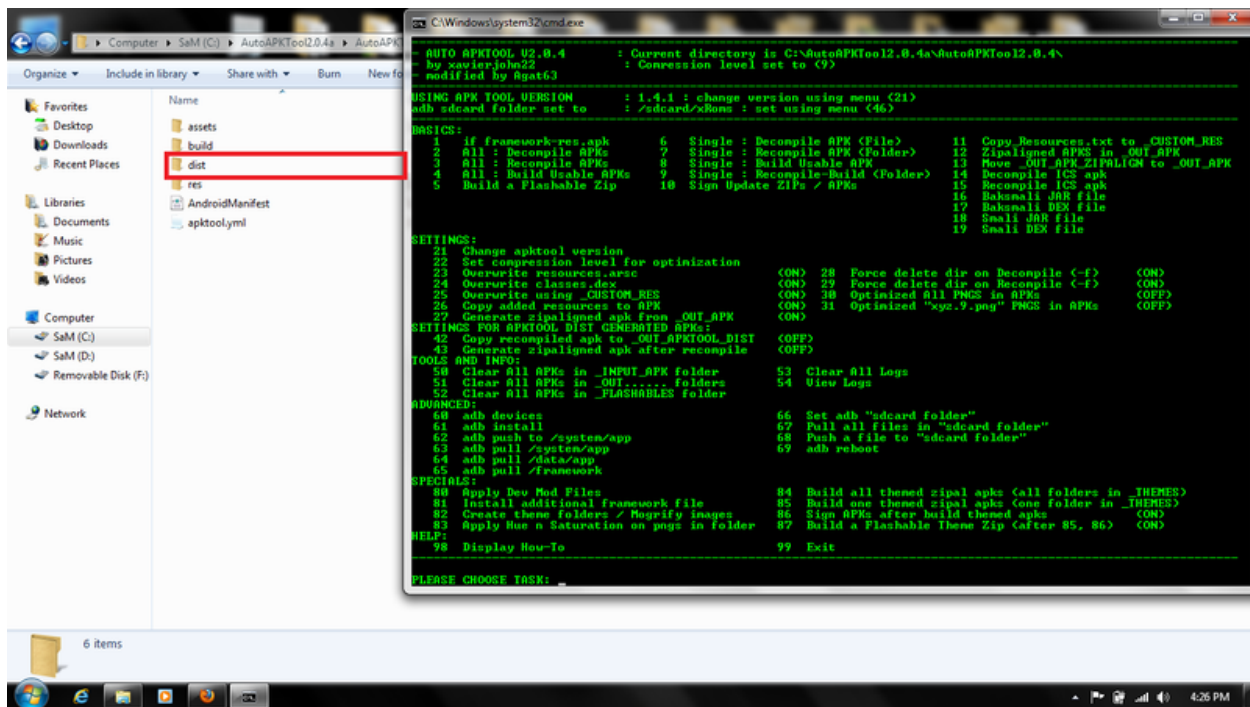 C:\Windows\system32\cmd.exe
Computer ▸ SaM (C:) ▸ AutoAPKTool2.0.4a ▸ AutoAPKT
Organize Include in library Share with Burn New fo
Favorites
Desktop
Downloads
Recent Places
Libraries
Documents
Music
Pictures
Videos
Computer
SaM (C:)
SaM (D:)
Removable Disk (F:)
Network
Name
assets
build
dist
res
AndroidManifest
apktool.yml
- AUTO APKTOOL V2.0.4 : Current directory is C:\AutoAPKTool2.0.4a\AutoAPKTool2.0.4\
- by xavierjohn22 : Comression level set to <9>
- modified by Agat63
USING APK TOOL VERSION : 1.4.1 : change version using menu <21>
adb sdcard folder set to : /sdcard/xRoms : set using menu <46>
BASICS:
1 if framework-res.apk 6 Single : Decompile APK <File> 11 Copy_Resources.txt to _CUSTOM_RES
2 All : Decompile APKs 7 Single : Recompile APK <Folder> 12 Zipaligned APKS in _OUT_APK
3 All : Recompile APKs 8 Single : Build Usable APK 13 Move _OUT_APK_ZIPALIGN to _OUT_APK
4 All : Build Usable APKs 9 Single : Recompile-Build <Folder> 14 Decompile ICS apk
5 Build a Flashable Zip 10 Sign Update ZIPs / APKs 15 Recompile ICS apk
16 Baksmali JAR file
17 Baksmali DEX file
18 Smali JAR file
19 Smali DEX file
SETTINGS:
21 Change apktool version
22 Set compression level for optimization
23 Overwrite resources.arsc <ON> 28 Force delete dir on Decompile <-f> <ON>
24 Overwrite classes.dex <ON> 29 Force delete dir on Recompile <-f> <ON>
25 Overwrite using _CUSTOM_RES <ON> 30 Optimized All PNGS in APKs <OFF>
26 Copy added resources to APK <ON> 31 Optimized "xyz.9.png" PNGS in APKs <OFF>
27 Generate zipaligned apk from _OUT_APK <ON>
SETTINGS FOR APKTOOL DIST GENERATED APKs:
42 Copy recompiled apk to _OUT_APKTOOL_DIST <OFF>
43 Generate zipaligned apk after recompile <OFF>
TOOLS AND INFO:
50 Clear All APKs in _INPUT_APK folder 53 Clear All Logs
51 Clear All APKs in _OUT...... folders 54 View Logs
52 Clear All APKs in _FLASHABLES folder
ADVANCED:
60 adb devices 66 Set adb "sdcard folder"
61 adb install 67 Pull all files in "sdcard folder"
62 adb push to /system/app 68 Push a file to "sdcard folder"
63 adb pull /system/app 69 adb reboot
64 adb pull /data/app
65 adb pull /framework
SPECIALS:
80 Apply Dev Mod Files 84 Build all themed zipal apks <all folders in _THEMES>
81 Install additional framework file 85 Build one themed zipal apks <one folder in _THEMES>
82 Create theme folders / Mogrify images 86 Sign APKs after build themed apks <ON>
83 Apply Hue n Saturation on pngs in folder 87 Build a Flashable Theme Zip <after 85, 86> <ON>
HELP:
98 Display How-To 99 Exit
PLEASE CHOOSE TASK: _
6 items
4:26 PM